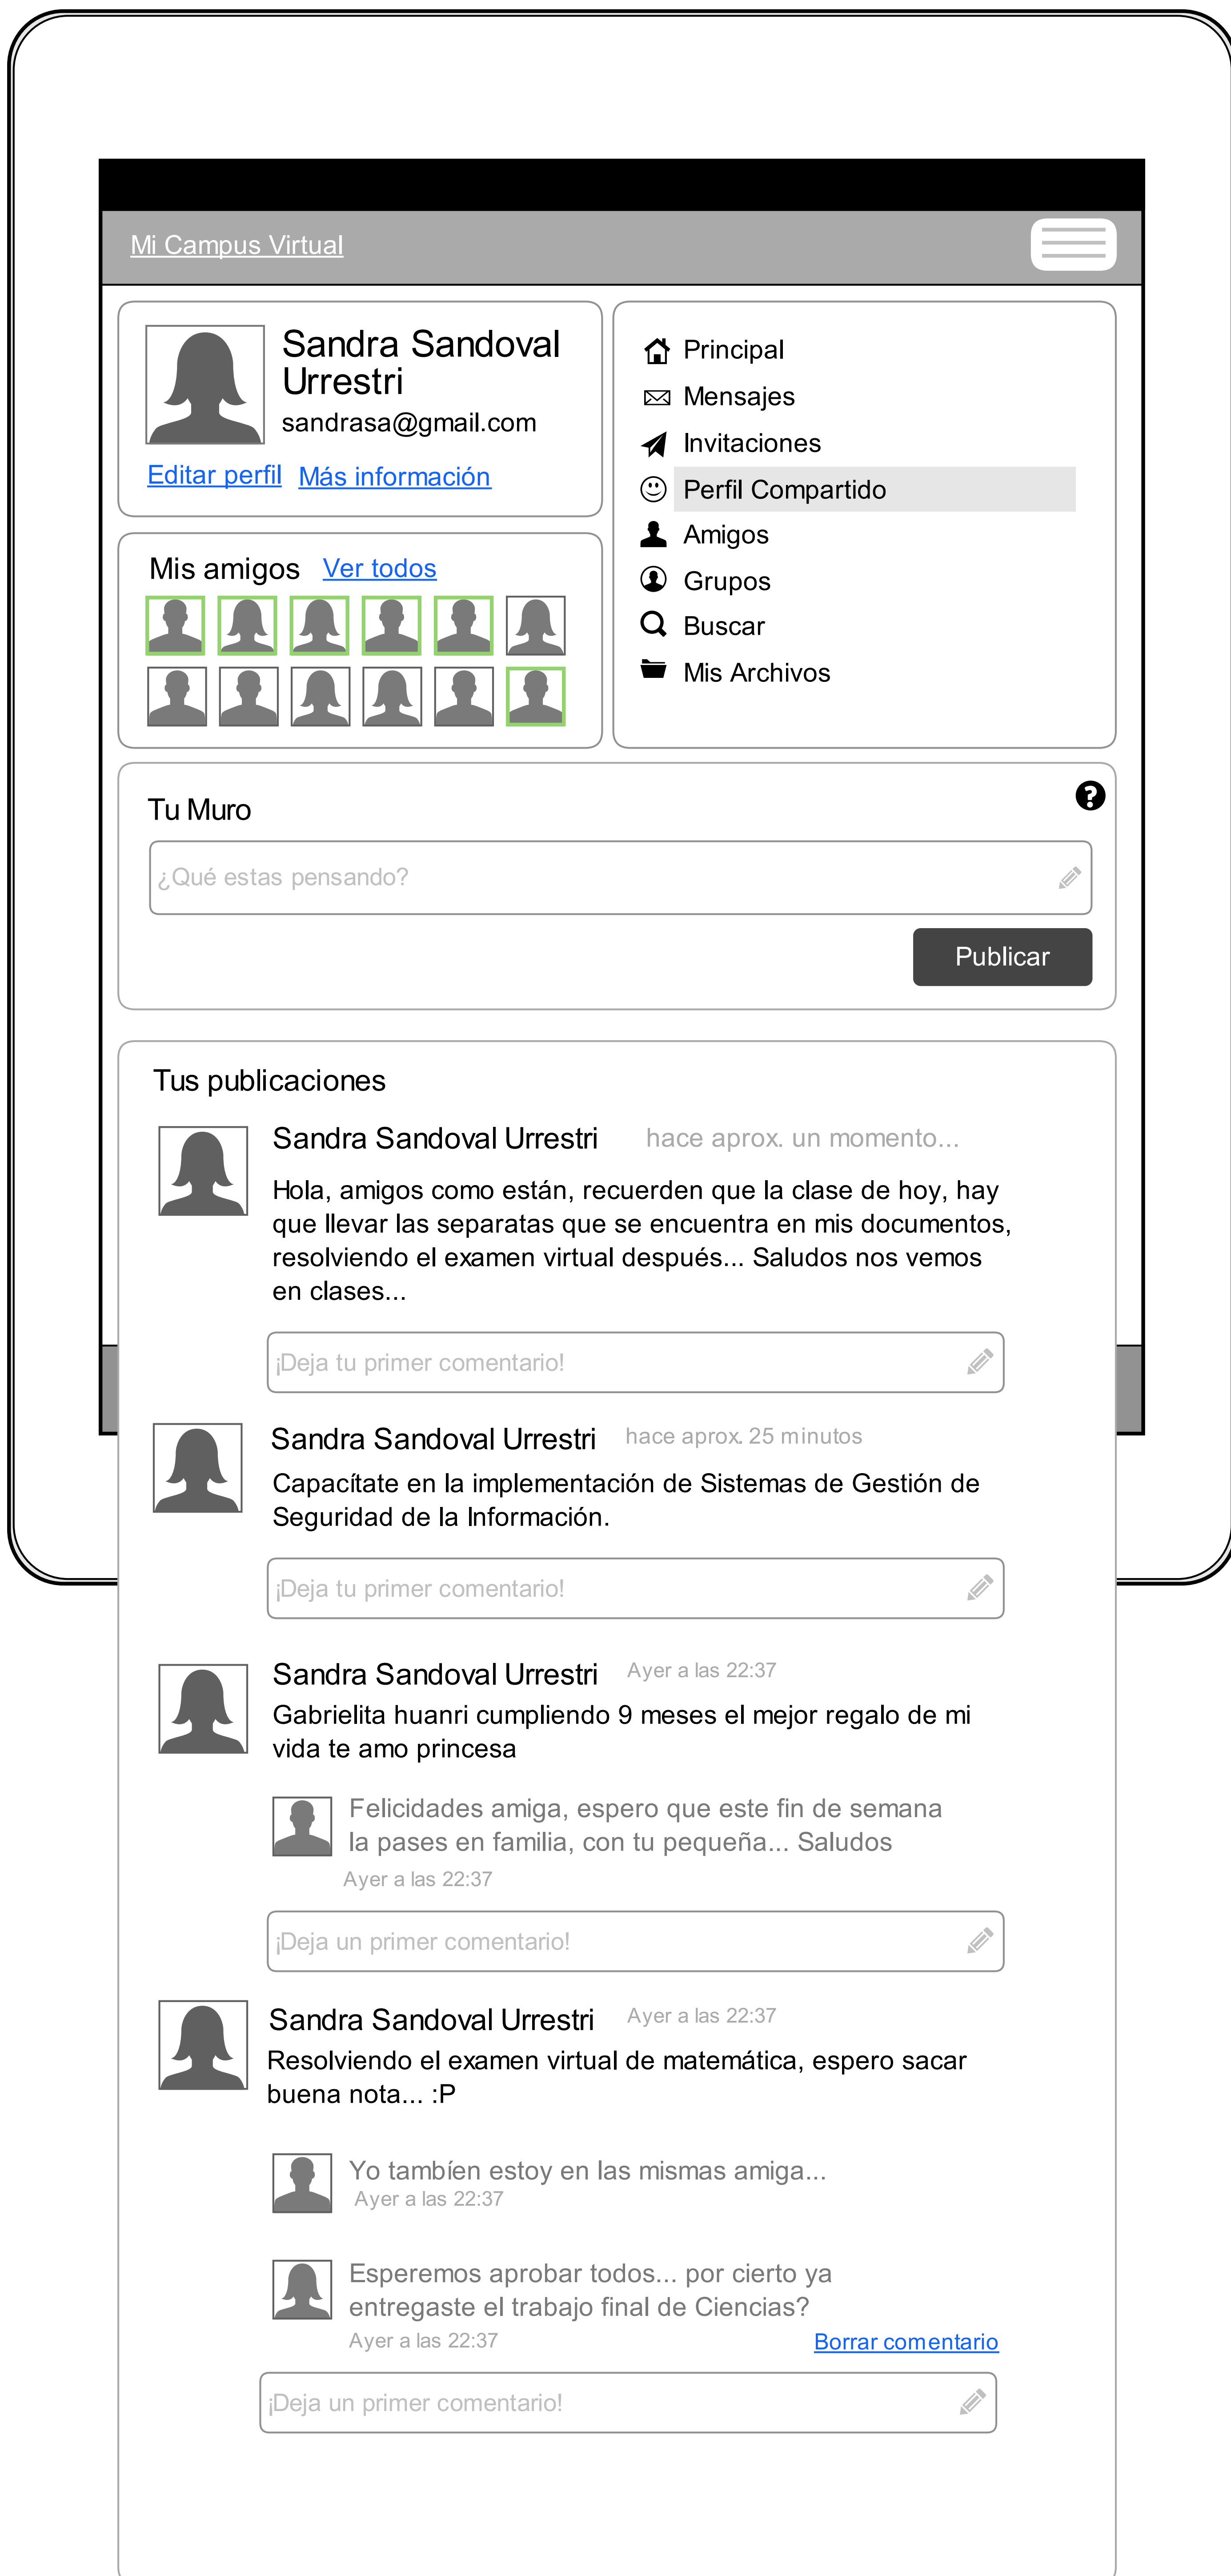 Mi Campus Virtual
Sandra Sandoval
Urrestri
sandrasa@gmail.com
Editar perfil Más información
Mis amigos Ver todos
Principal
Mensajes
Invitaciones
Perfil Compartido
Amigos
Grupos
Buscar
Mis Archivos
Tu Muro
?
¿Qué estas pensando?
Publicar
Tus publicaciones
Sandra Sandoval Urrestri hace aprox. un momento...
Hola, amigos como están, recuerden que la clase de hoy, hay
que llevar las separatas que se encuentra en mis documentos,
resolviendo el examen virtual después... Saludos nos vemos
en clases...
¡Deja tu primer comentario!
Sandra Sandoval Urrestri hace aprox. 25 minutos
Capacítate en la implementación de Sistemas de Gestión de
Seguridad de la Información.
¡Deja tu primer comentario!
Sandra Sandoval Urrestri Ayer a las 22:37
Gabrielita huanri cumpliendo 9 meses el mejor regalo de mi
vida te amo princesa
Felicidades amiga, espero que este fin de semana
la pases en familia, con tu pequeña... Saludos
Ayer a las 22:37
¡Deja un primer comentario!
Sandra Sandoval Urrestri Ayer a las 22:37
Resolviendo el examen virtual de matemática, espero sacar
buena nota... :P
Yo tambíen estoy en las mismas amiga...
Ayer a las 22:37
Esperemos aprobar todos... por cierto ya
entregaste el trabajo final de Ciencias?
Ayer a las 22:37 Borrar comentario
¡Deja un primer comentario!